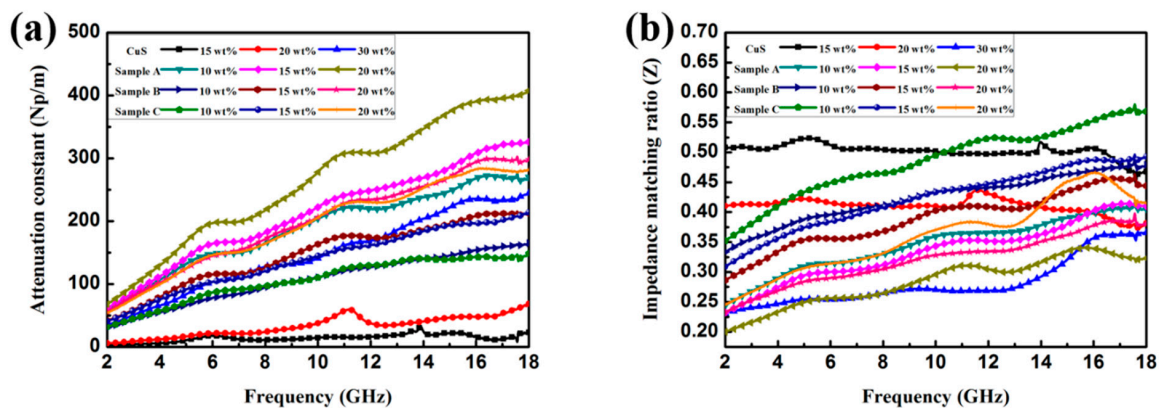 (a)
500
400
300
200
100
0
Attenuation constant (Np/m)
CuS 15 wt% 20 wt% 30 wt%
Sample A 10 wt% 15 wt% 20 wt%
Sample B 10 wt% 15 wt% 20 wt%
Sample C 10 wt% 15 wt% 20 wt%
2 4 6 8 10 12 14 16 18
Frequency (GHz)
(b)
0.70
0.65
0.60
0.55
0.50
0.45
0.40
0.35
0.30
0.25
0.20
Impedance matching ratio (Z)
CuS 15 wt% 20 wt% 30 wt%
Sample A 10 wt% 15 wt% 20 wt%
Sample B 10 wt% 15 wt% 20 wt%
Sample C 10 wt% 15 wt% 20 wt%
2 4 6 8 10 12 14 16 18
Frequency (GHz)